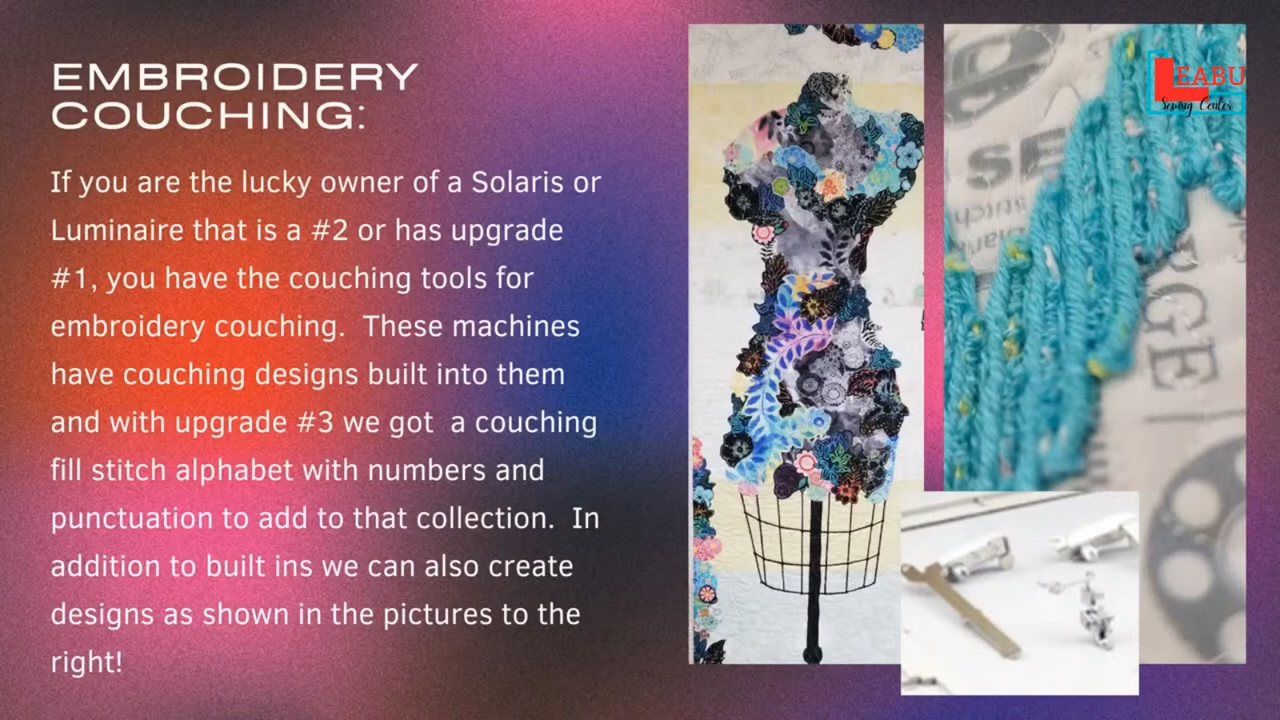 EMBROIDERY
COUCHING:
If you are the lucky owner of a Solaris or
Luminaire that is a #2 or has upgrade
#1, you have the couching tools for
embroidery couching.  These machines
have couching designs built into them
and with upgrade #3 we got  a couching
fill stitch alphabet with numbers and
punctuation to add to that collection.  In
addition to built ins we can also create
designs as shown in the pictures to the
right!
LEABU
Sewing Center
SE